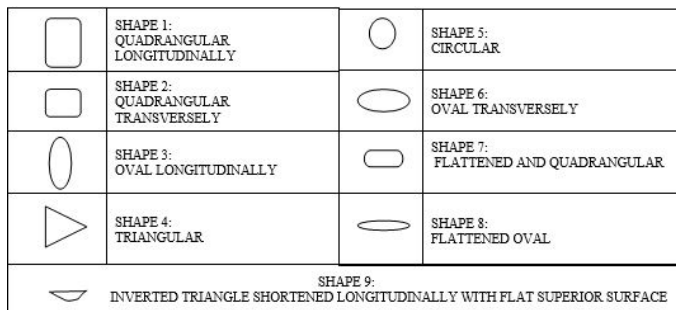 SHAPE 1:
QUADRANGULAR
LONGITUDINALLY
SHAPE 5:
CIRCULAR
SHAPE 2:
QUADRANGULAR
TRANSVERSELY
SHAPE 6:
OVAL TRANSVERSELY
SHAPE 3:
OVAL LONGITUDINALLY
SHAPE 7:
FLATTENED AND QUADRANGULAR
SHAPE 4:
TRIANGULAR
SHAPE 8:
FLATTENED OVAL
SHAPE 9:
INVERTED TRIANGLE SHORTENED LONGITUDINALLY WITH FLAT SUPERIOR SURFACE